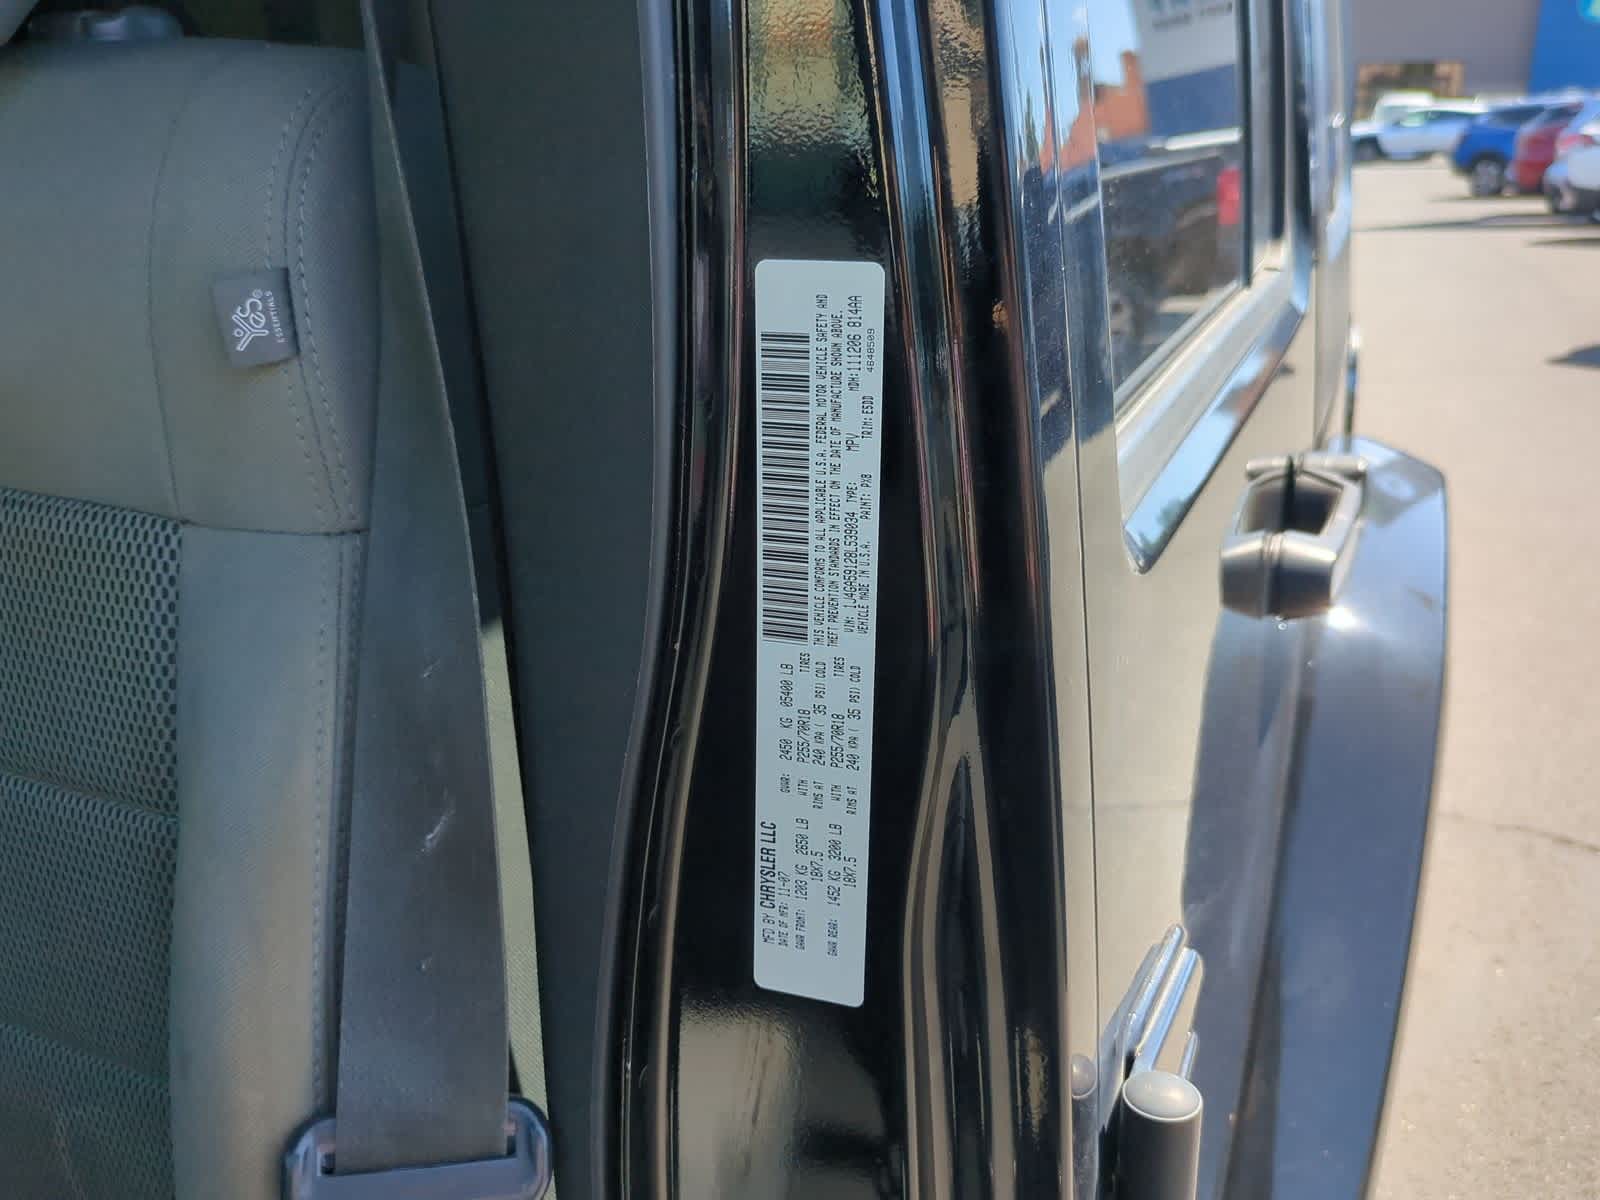 MFD BY CHRYSLER LLC
DATE OF MFR: 11-07 GVWR: 2450 KG 05400 LB
GAWR FRONT: 1203 KG 2650 LB WITH P255/70R18 TIRES
18X7.5 RIMS AT 240 KPA ( 35 PSI) COLD
GAWR REAR: 1452 KG 3200 LB WITH P255/70R18 TIRES
18X7.5 RIMS AT 240 KPA ( 35 PSI) COLD
THIS VEHICLE CONFORMS TO ALL APPLICABLE U.S.A. FEDERAL MOTOR VEHICLE SAFETY AND
THEFT PREVENTION STANDARDS IN EFFECT ON THE DATE OF MANUFACTURE SHOWN ABOVE.
VIN: 1J4GA59128L539034 TYPE: MPV MDH: 111206 814AA
VEHICLE MADE IN U.S.A. PAINT: PX8 TRIM: E5DD 4648509
YES ESSENTIALS